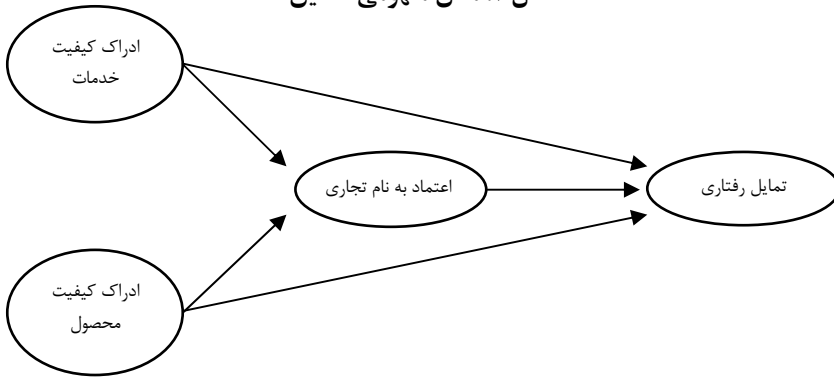 ادراک کیفیت
خدمات
اعتماد به نام تجاری
تمایل رفتاری
ادراک کیفیت
محصول